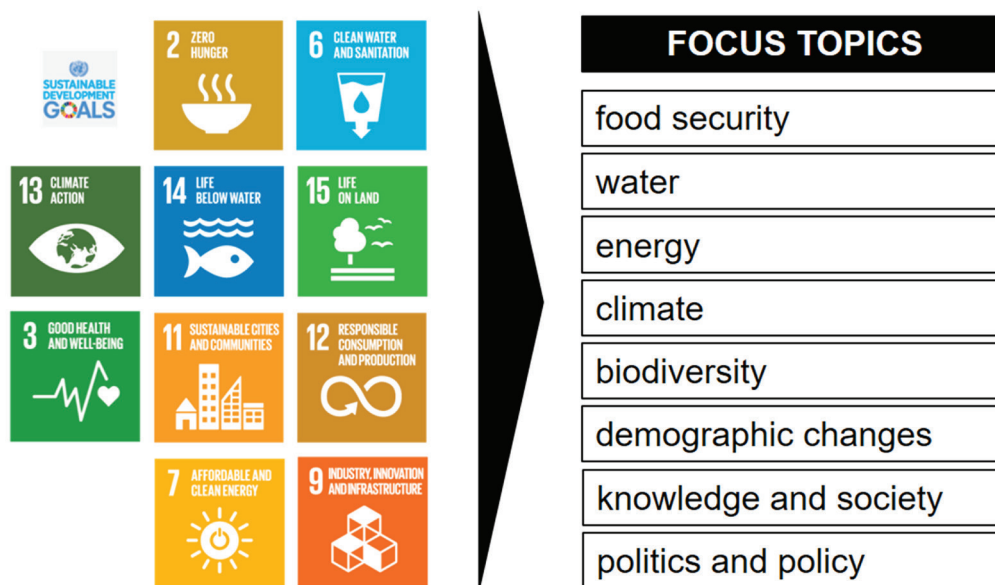 SUSTAINABLE
DEVELOPMENT
GOALS
2 ZERO
HUNGER
6 CLEAN WATER
AND SANITATION
13 CLIMATE
ACTION
14 LIFE
BELOW WATER
15 LIFE
ON LAND
3 GOOD HEALTH
AND WELL-BEING
11 SUSTAINABLE CITIES
AND COMMUNITIES
12 RESPONSIBLE
CONSUMPTION
AND PRODUCTION
7 AFFORDABLE AND
CLEAN ENERGY
9 INDUSTRY, INNOVATION
AND INFRASTRUCTURE
FOCUS TOPICS
food security
water
energy
climate
biodiversity
demographic changes
knowledge and society
politics and policy